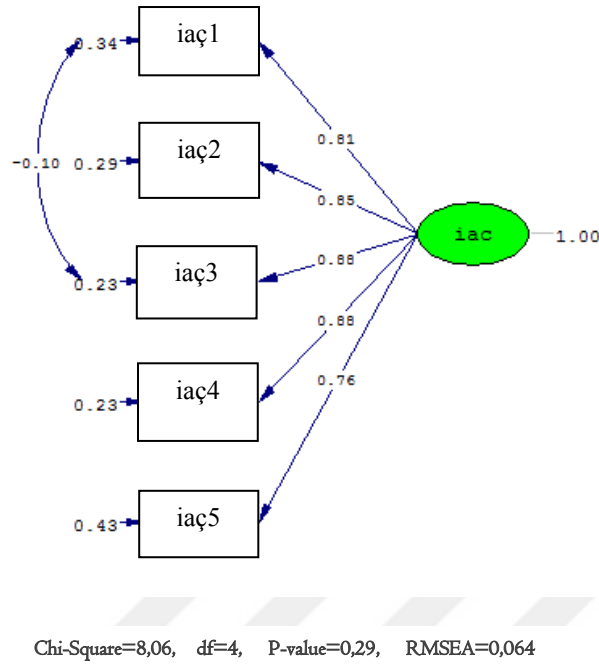 iaç1
0.34
0.81
iaç2
-0.10 0.29
0.85
iac
1.00
0.88
iaç3
0.23
0.88
0.76
iaç4
0.23
iaç5
0.43
Chi-Square=8,06, df=4, P-value=0,29, RMSEA=0,064